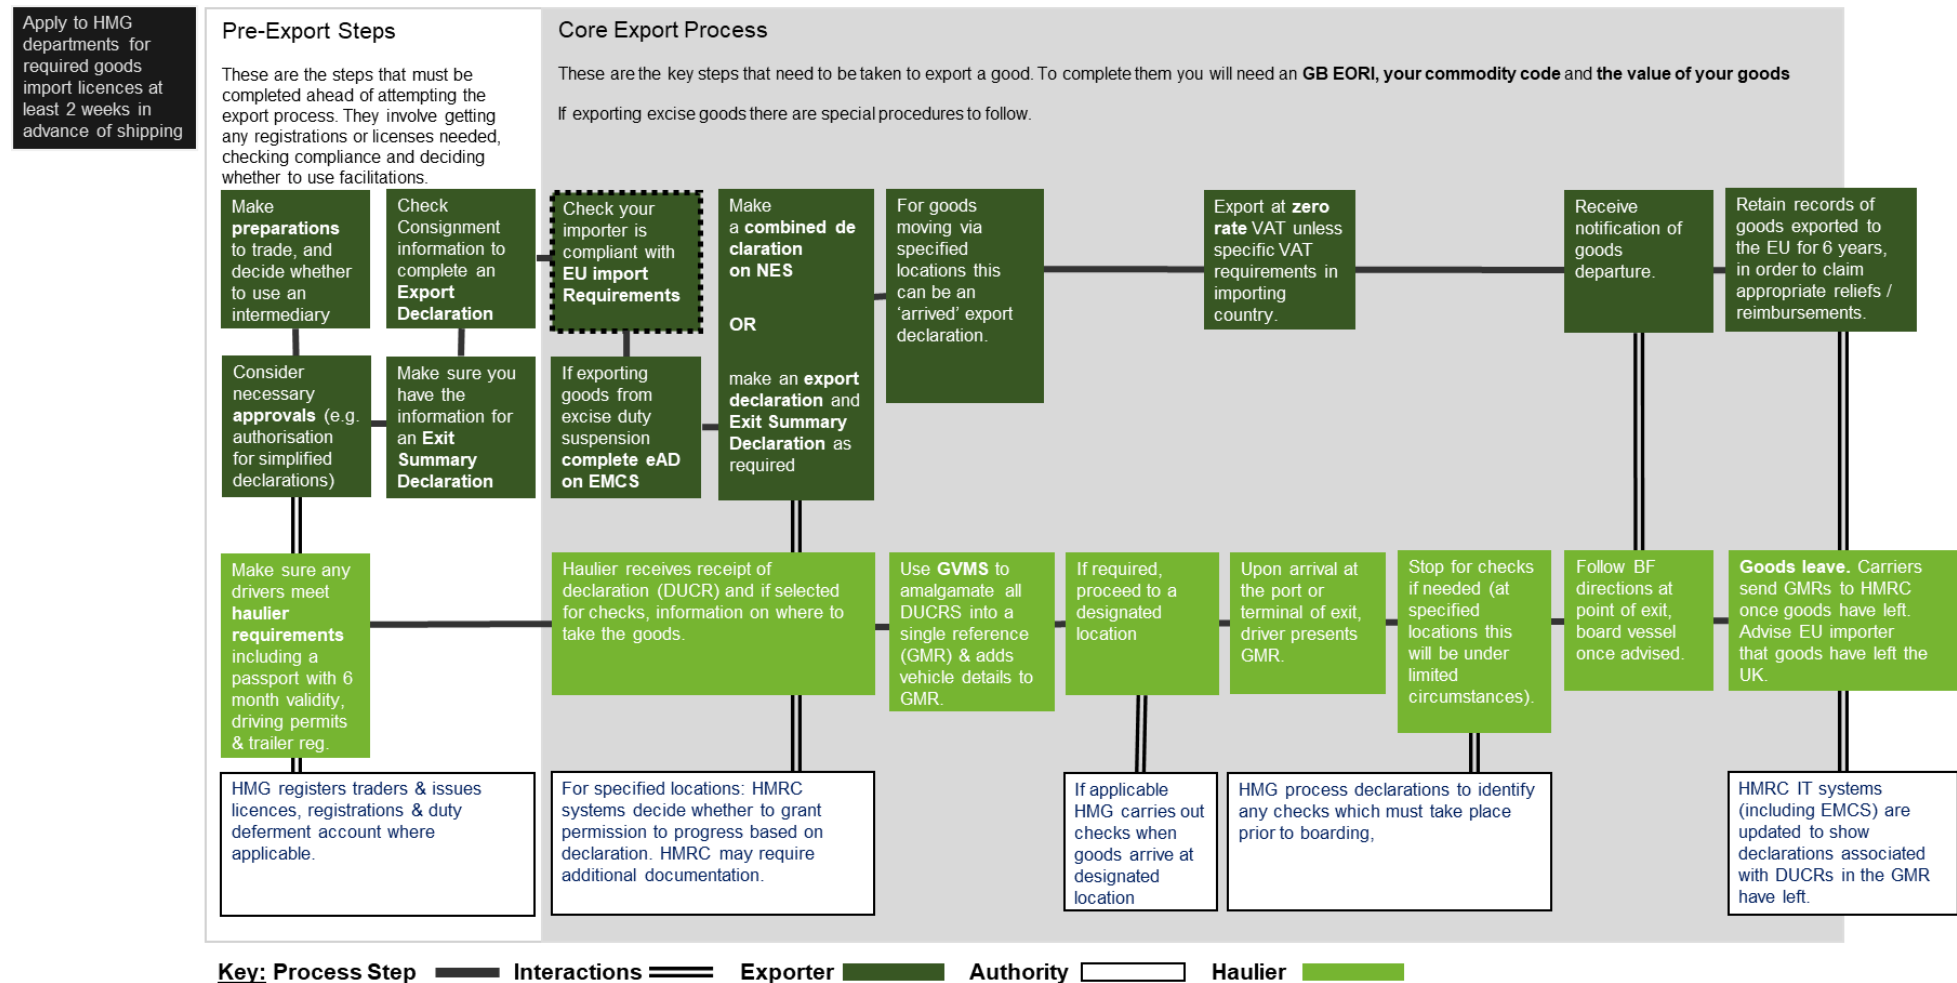 Apply to HMG
departments for
required goods
import licences at
least 2 weeks in
advance of shipping
Pre-Export Steps
These are the steps that must be
completed ahead of attempting the
export process. They involve getting
any registrations or licenses needed,
checking compliance and deciding
whether to use facilitations.
Core Export Process
These are the key steps that need to be taken to export a good. To complete them you will need an GB EORI, your commodity code and the value of your goods
If exporting excise goods there are special procedures to follow.
Make
preparations
to trade, and
decide whether
to use an
intermediary
Check
Consignment
information to
complete an
Export
Declaration
Check your
importer is
compliant with
EU import
Requirements
Make
a combined de
claration
on NES
OR
make an export
declaration and
Exit Summary
Declaration as
required
For goods
moving via
specified
locations this
can be an
‘arrived’ export
declaration.
Export at zero
rate VAT unless
specific VAT
requirements in
importing
country.
Receive
notification of
goods
departure.
Retain records of
goods exported to
the EU for 6 years,
in order to claim
appropriate reliefs /
reimbursements.
Consider
necessary
approvals (e.g.
authorisation
for simplified
declarations)
Make sure you
have the
information for
an Exit
Summary
Declaration
If exporting
goods from
excise duty
suspension
complete eAD
on EMCS
Make sure any
drivers meet
haulier
requirements
including a
passport with 6
month validity,
driving permits
& trailer reg.
Haulier receives receipt of
declaration (DUCR) and if selected
for checks, information on where to
take the goods.
Use GVMS to
amalgamate all
DUCRS into a
single reference
(GMR) & adds
vehicle details to
GMR.
If required,
proceed to a
designated
location
Upon arrival at
the port or
terminal of exit,
driver presents
GMR.
Stop for checks
if needed (at
specified
locations this
will be under
limited
circumstances).
Follow BF
directions at
point of exit,
board vessel
once advised.
Goods leave. Carriers
send GMRs to HMRC
once goods have left.
Advise EU importer
that goods have left the
UK.
HMG registers traders & issues
licences, registrations & duty
deferment account where
applicable.
For specified locations: HMRC
systems decide whether to grant
permission to progress based on
declaration. HMRC may require
additional documentation.
If applicable
HMG carries out
checks when
goods arrive at
designated
location
HMG process declarations to identify
any checks which must take place
prior to boarding,
HMRC IT systems
(including EMCS) are
updated to show
declarations associated
with DUCRs in the GMR
have left.
Key: Process Step Interactions Exporter Authority Haulier